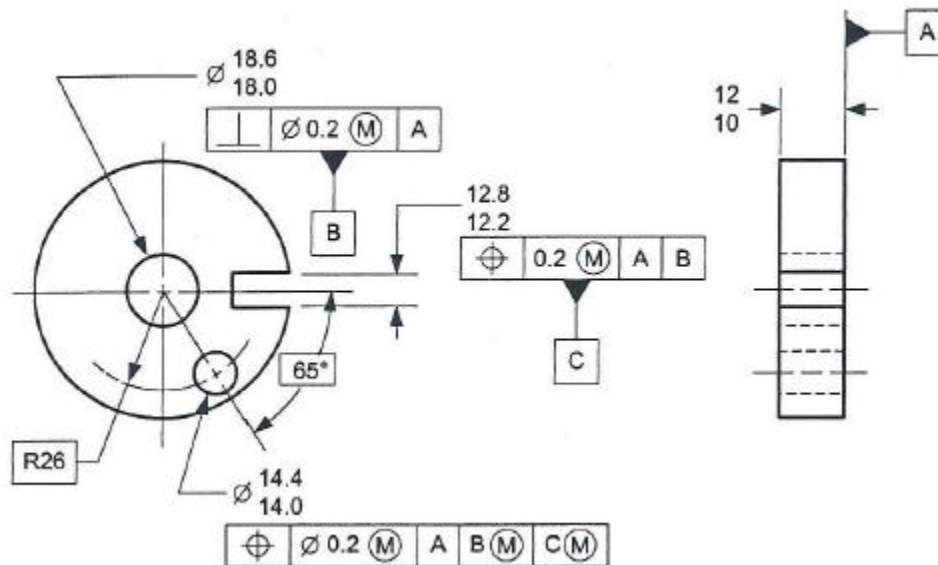 A
⌀ 18.6
18.0
12
10
⊥ ⌀ 0.2 Ⓜ A
B
12.8
12.2
⌖ 0.2 Ⓜ A B
C
65°
R26
⌀ 14.4
14.0
⌖ ⌀ 0.2 Ⓜ A B Ⓜ C Ⓜ